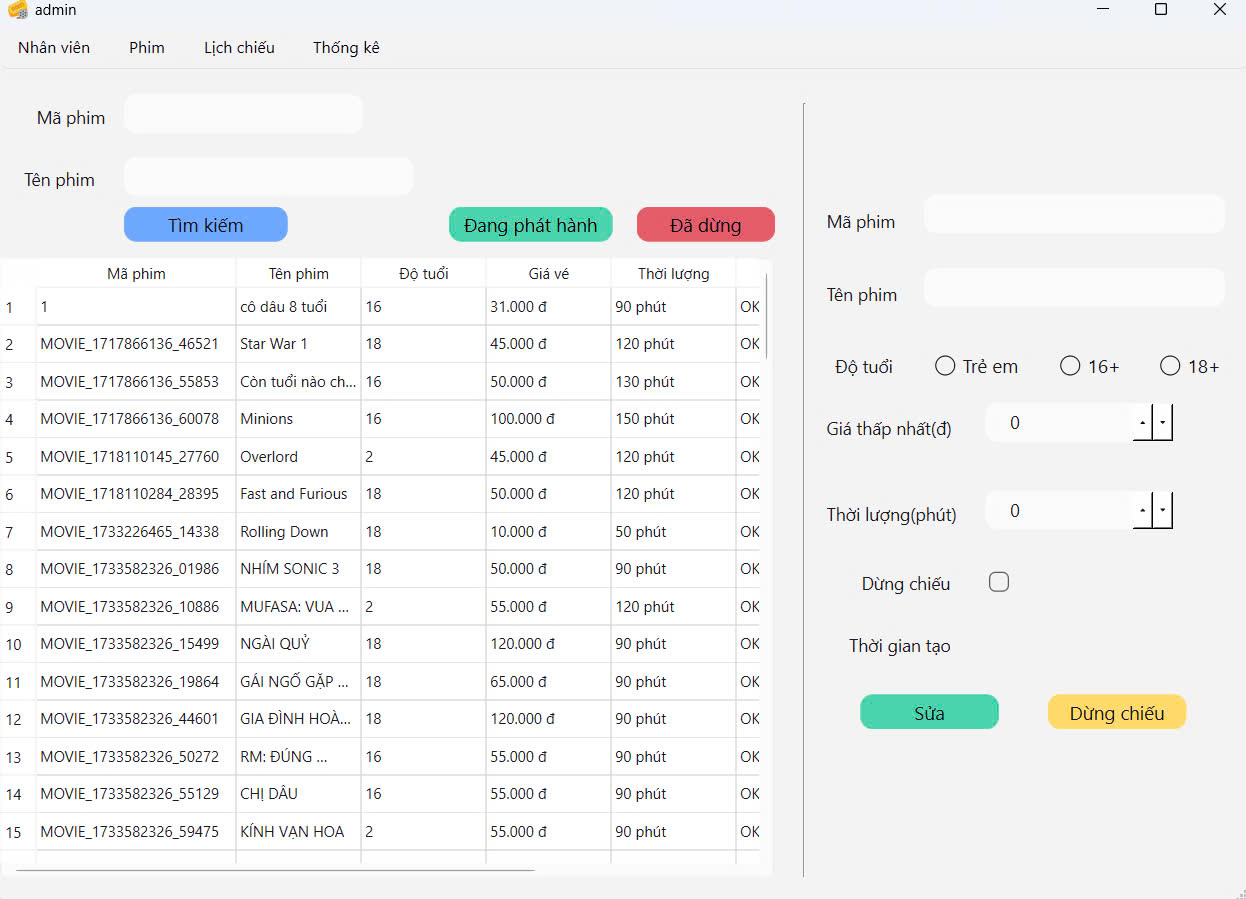 admin
Nhân viên Phim Lịch chiếu Thống kê
Mã phim
Tên phim
Tìm kiếm Đang phát hành Đã dừng
Mã phim Tên phim Độ tuổi Giá vé Thời lượng
1 1 cô dâu 8 tuổi 16 31.000 đ 90 phút OK
2 MOVIE_1717866136_46521 Star War 1 18 45.000 đ 120 phút OK
3 MOVIE_1717866136_55853 Còn tuổi nào ch... 16 50.000 đ 130 phút OK
4 MOVIE_1717866136_60078 Minions 16 100.000 đ 150 phút OK
5 MOVIE_1718110145_27760 Overlord 2 45.000 đ 120 phút OK
6 MOVIE_1718110284_28395 Fast and Furious 18 50.000 đ 120 phút OK
7 MOVIE_1733226465_14338 Rolling Down 18 10.000 đ 50 phút OK
8 MOVIE_1733582326_01986 NHÍM SONIC 3 18 50.000 đ 90 phút OK
9 MOVIE_1733582326_10886 MUFASA: VUA ... 2 55.000 đ 120 phút OK
10 MOVIE_1733582326_15499 NGÀI QUỶ 18 120.000 đ 90 phút OK
11 MOVIE_1733582326_19864 GÁI NGỐ GẶP ... 18 65.000 đ 90 phút OK
12 MOVIE_1733582326_44601 GIA ĐÌNH HOÀ... 18 120.000 đ 90 phút OK
13 MOVIE_1733582326_50272 RM: ĐÚNG ... 16 55.000 đ 90 phút OK
14 MOVIE_1733582326_55129 CHỊ DÂU 16 55.000 đ 90 phút OK
15 MOVIE_1733582326_59475 KÍNH VẠN HOA 2 55.000 đ 90 phút OK
Mã phim
Tên phim
Độ tuổi Trẻ em 16+ 18+
Giá thấp nhất(đ) 0
Thời lượng(phút) 0
Dừng chiếu
Thời gian tạo
Sửa Dừng chiếu